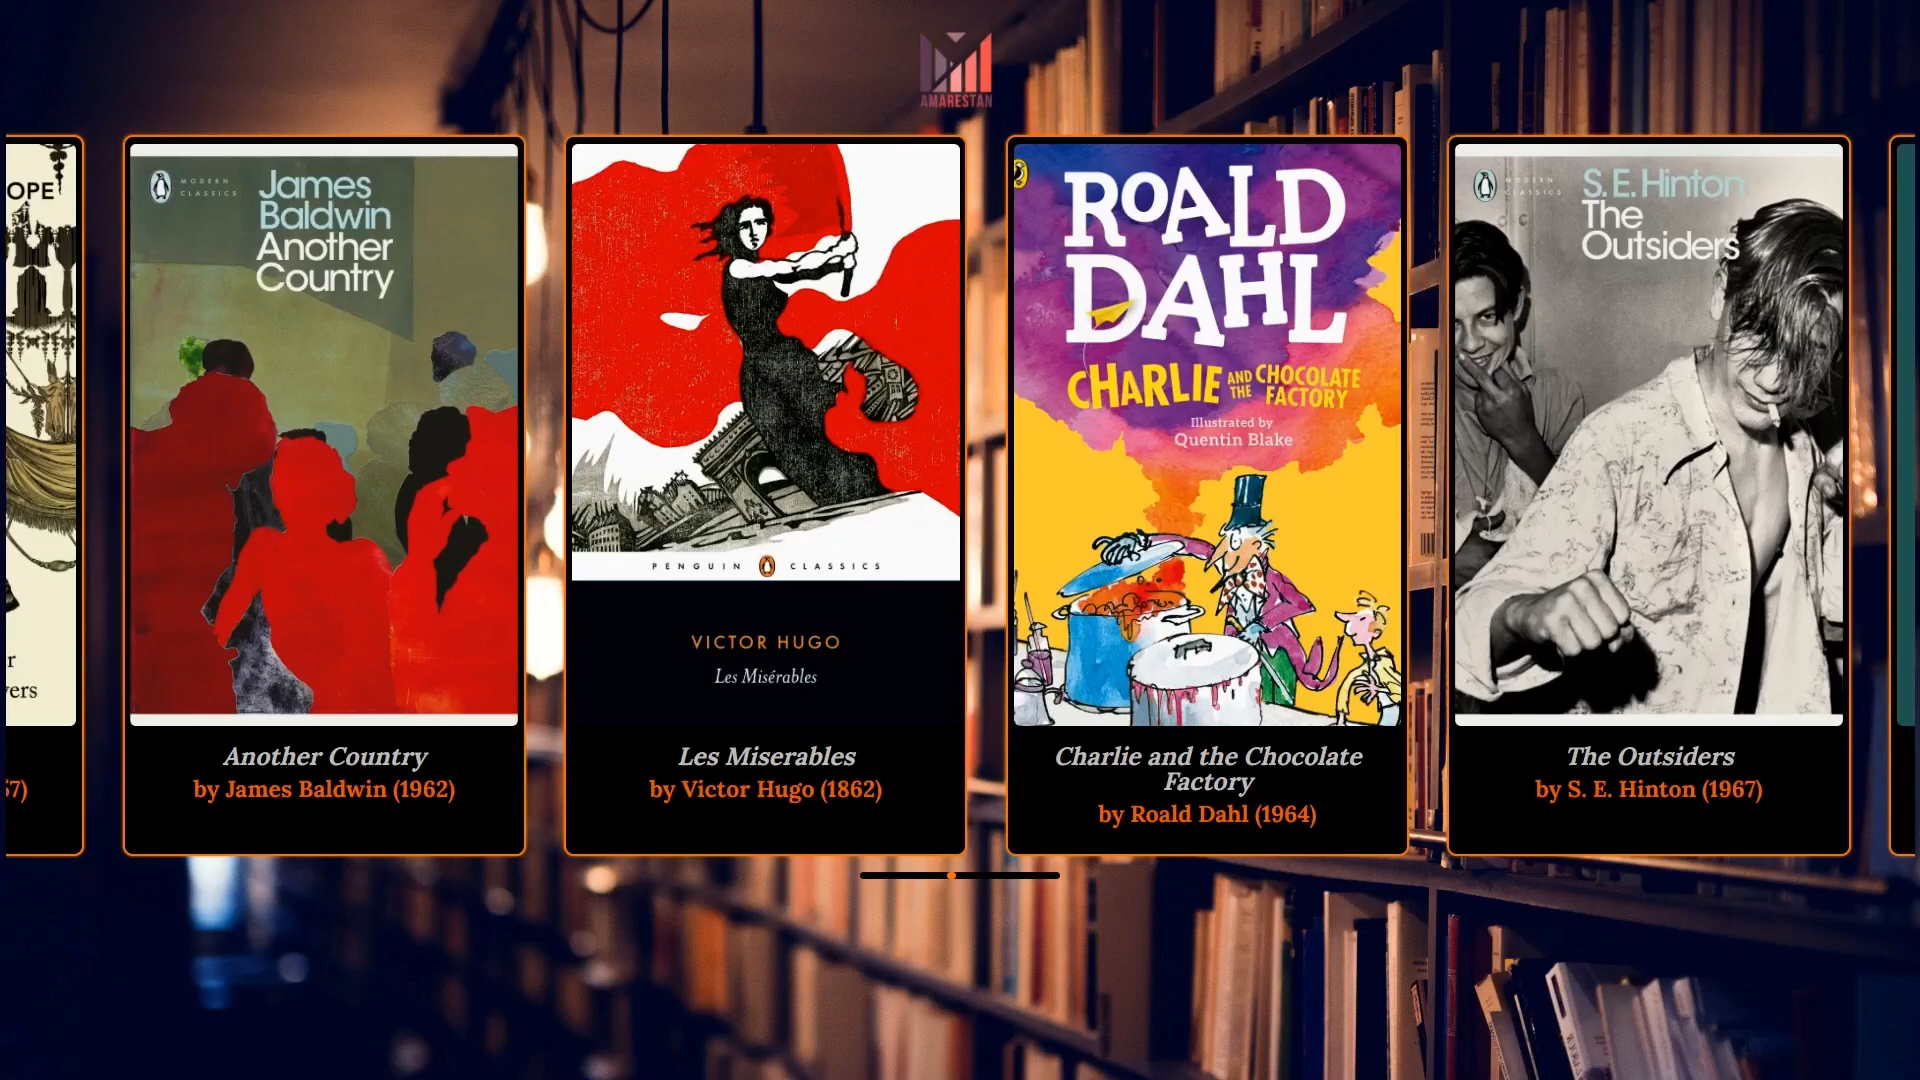 AMARESTAN
OPE
r
vers
57)
MODERN
CLASSICS
James
Baldwin
Another
Country
Another Country
by James Baldwin (1962)
PENGUIN CLASSICS
VICTOR HUGO
Les Misérables
Les Miserables
by Victor Hugo (1862)
ROALD
DAHL
CHARLIE AND THE CHOCOLATE
FACTORY
Illustrated by
Quentin Blake
Charlie and the Chocolate
Factory
by Roald Dahl (1964)
MODERN
CLASSICS
S. E. Hinton
The
Outsiders
The Outsiders
by S. E. Hinton (1967)